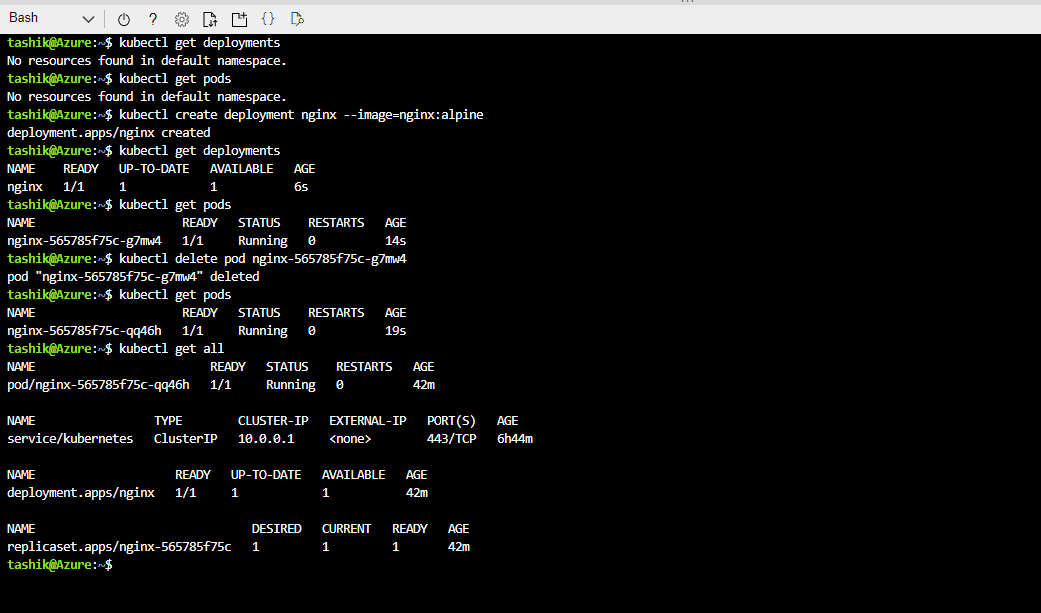 Bash
tashik@Azure:~$ kubectl get deployments
No resources found in default namespace.
tashik@Azure:~$ kubectl get pods
No resources found in default namespace.
tashik@Azure:~$ kubectl create deployment nginx --image=nginx:alpine
deployment.apps/nginx created
tashik@Azure:~$ kubectl get deployments
NAME    READY   UP-TO-DATE   AVAILABLE   AGE
nginx   1/1     1            1           6s
tashik@Azure:~$ kubectl get pods
NAME                     READY   STATUS    RESTARTS   AGE
nginx-565785f75c-g7mw4   1/1     Running   0          14s
tashik@Azure:~$ kubectl delete pod nginx-565785f75c-g7mw4
pod "nginx-565785f75c-g7mw4" deleted
tashik@Azure:~$ kubectl get pods
NAME                     READY   STATUS    RESTARTS   AGE
nginx-565785f75c-qq46h   1/1     Running   0          19s
tashik@Azure:~$ kubectl get all
NAME                         READY   STATUS    RESTARTS   AGE
pod/nginx-565785f75c-qq46h   1/1     Running   0          42m

NAME                 TYPE        CLUSTER-IP   EXTERNAL-IP   PORT(S)   AGE
service/kubernetes   ClusterIP   10.0.0.1     <none>        443/TCP   6h44m

NAME                    READY   UP-TO-DATE   AVAILABLE   AGE
deployment.apps/nginx   1/1     1            1           42m

NAME                               DESIRED   CURRENT   READY   AGE
replicaset.apps/nginx-565785f75c   1         1         1       42m
tashik@Azure:~$